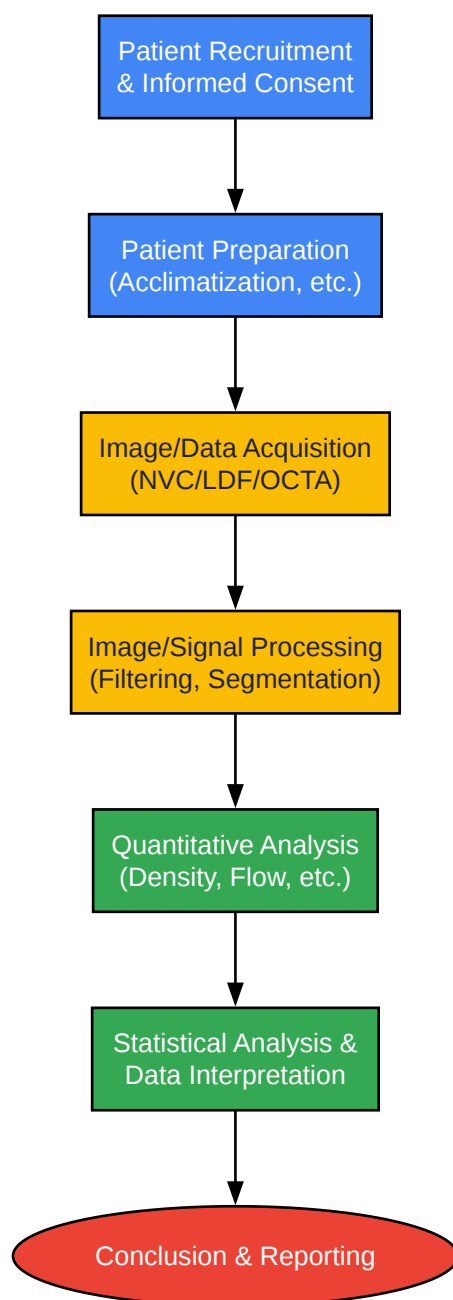 Patient Recruitment
& Informed Consent
Patient Preparation
(Acclimatization, etc.)
Image/Data Acquisition
(NVC/LDF/OCTA)
Image/Signal Processing
(Filtering, Segmentation)
Quantitative Analysis
(Density, Flow, etc.)
Statistical Analysis &
Data Interpretation
Conclusion & Reporting